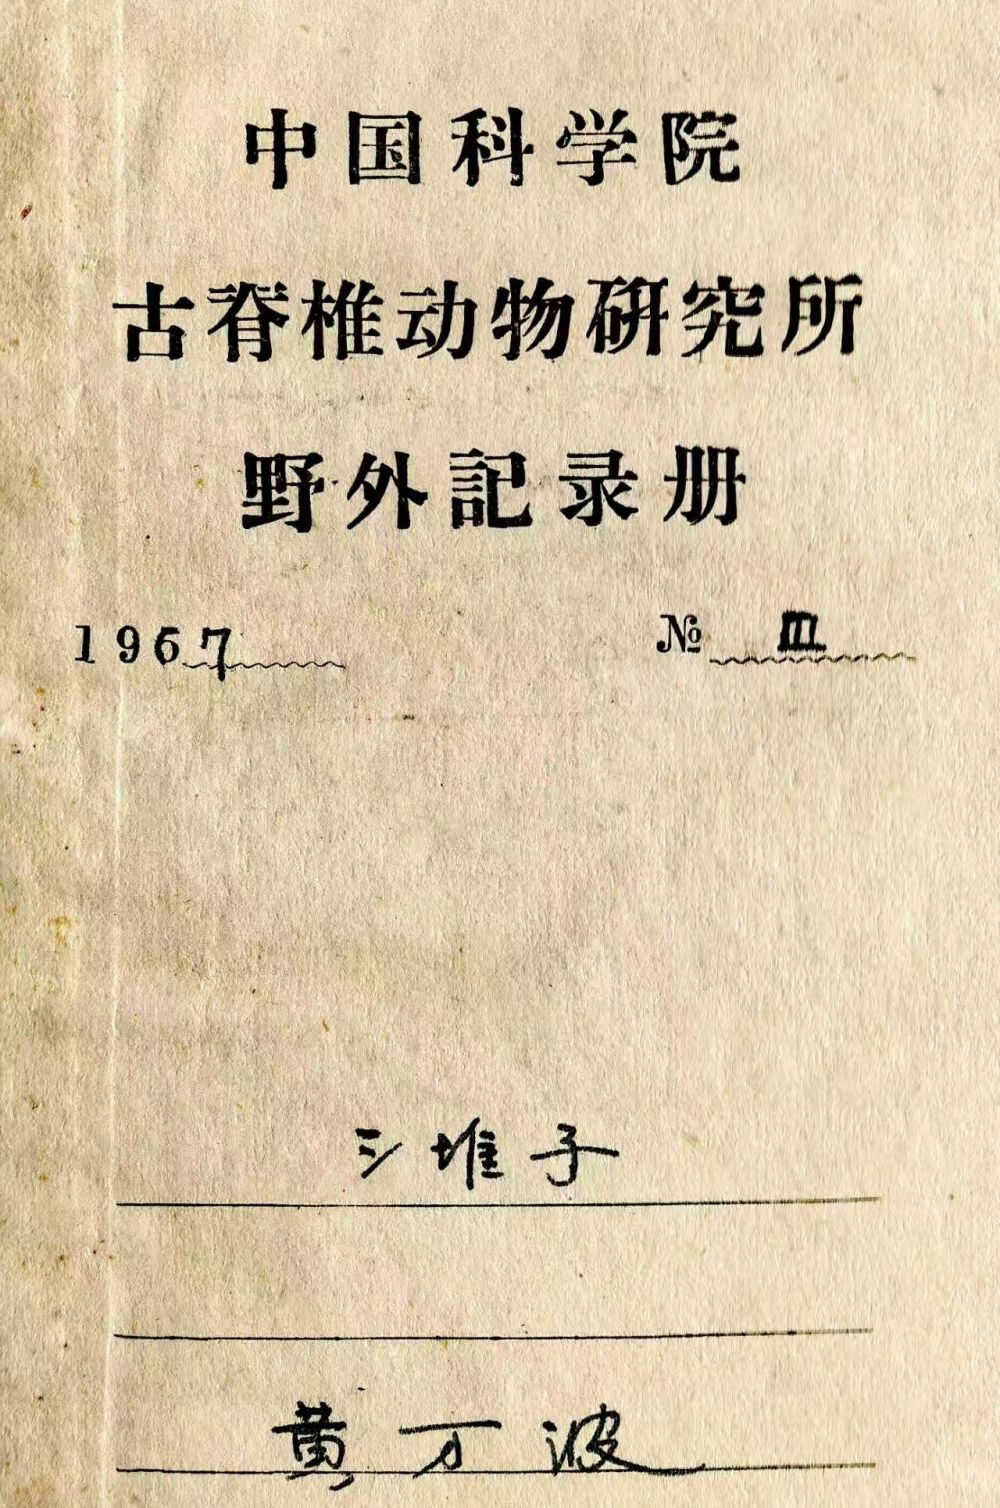 中国科学院
古脊椎动物研究所
野外記录册
1967 № III
三堆子
黄万波